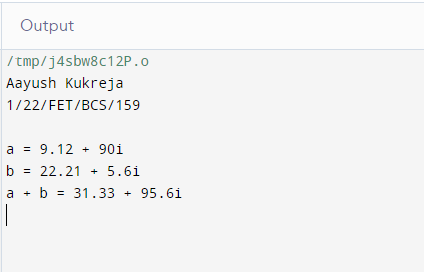 Output
/tmp/j4sbw8c12P.o
Aayush Kukreja
1/22/FET/BCS/159
a = 9.12 + 90i
b = 22.21 + 5.6i
a + b = 31.33 + 95.6i